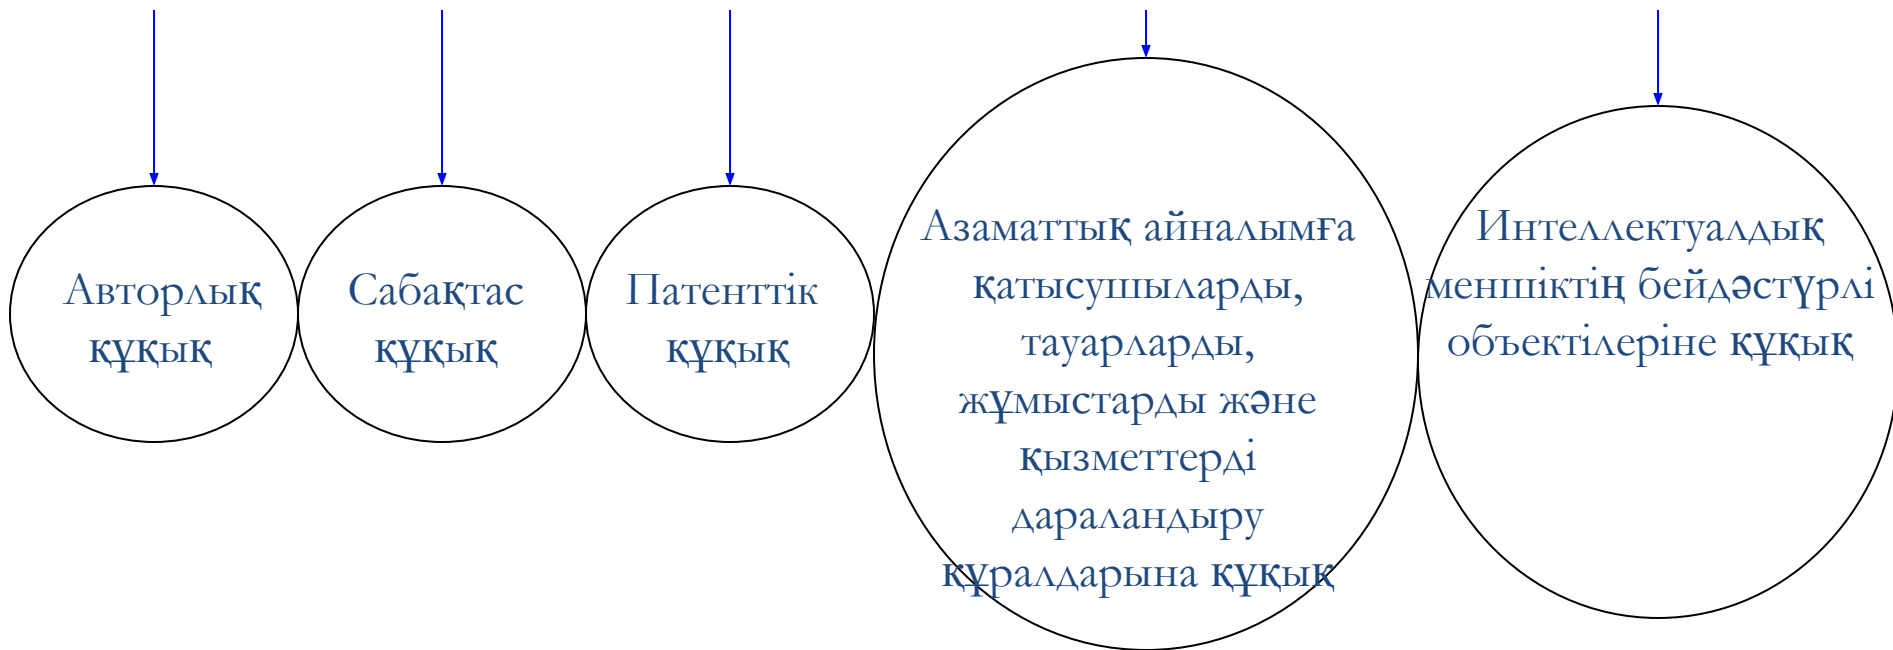 Авторлық
құқық
Сабақтас
құқық
Патенттік
құқық
Азаматтық айналымға
қатысушыларды,
тауарларды,
жұмыстарды және
қызметтерді
дараландыру
құралдарына құқық
Интеллектуалдық
меншіктің бейдәстүрлі
объектілеріне құқық